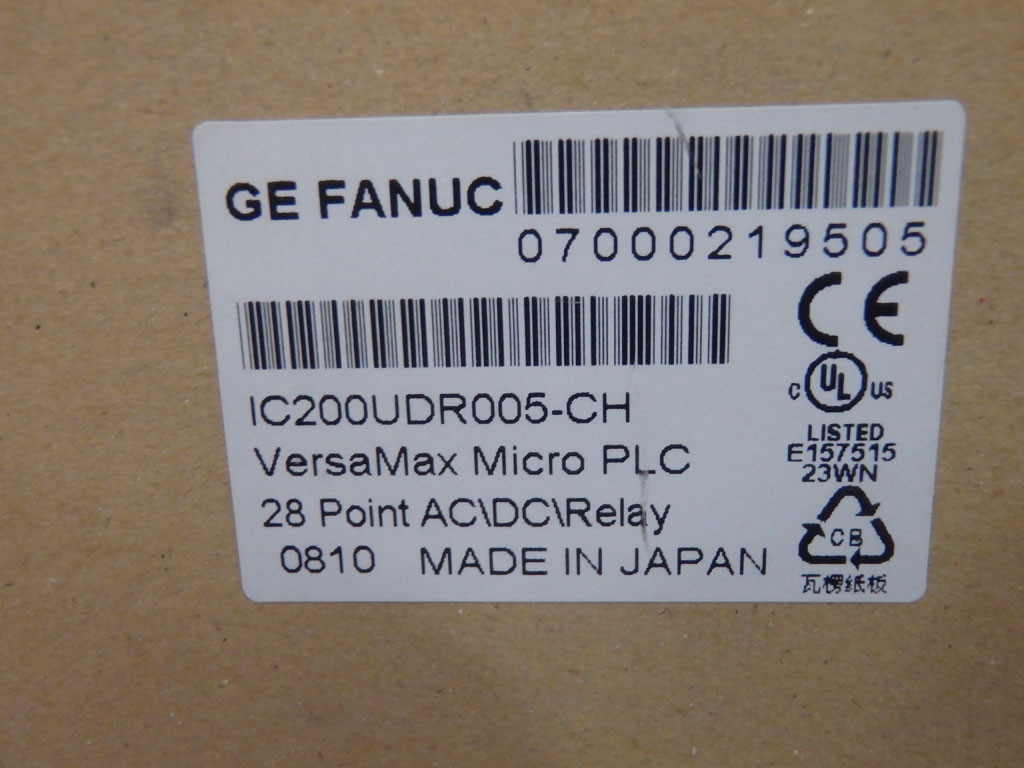 GE FANUC
07000219505
IC200UDR005-CH
VersaMax Micro PLC
28 Point AC\DC\Relay
0810 MADE IN JAPAN
CE
C UL US
LISTED
E157515
23WN
CB
瓦楞纸板